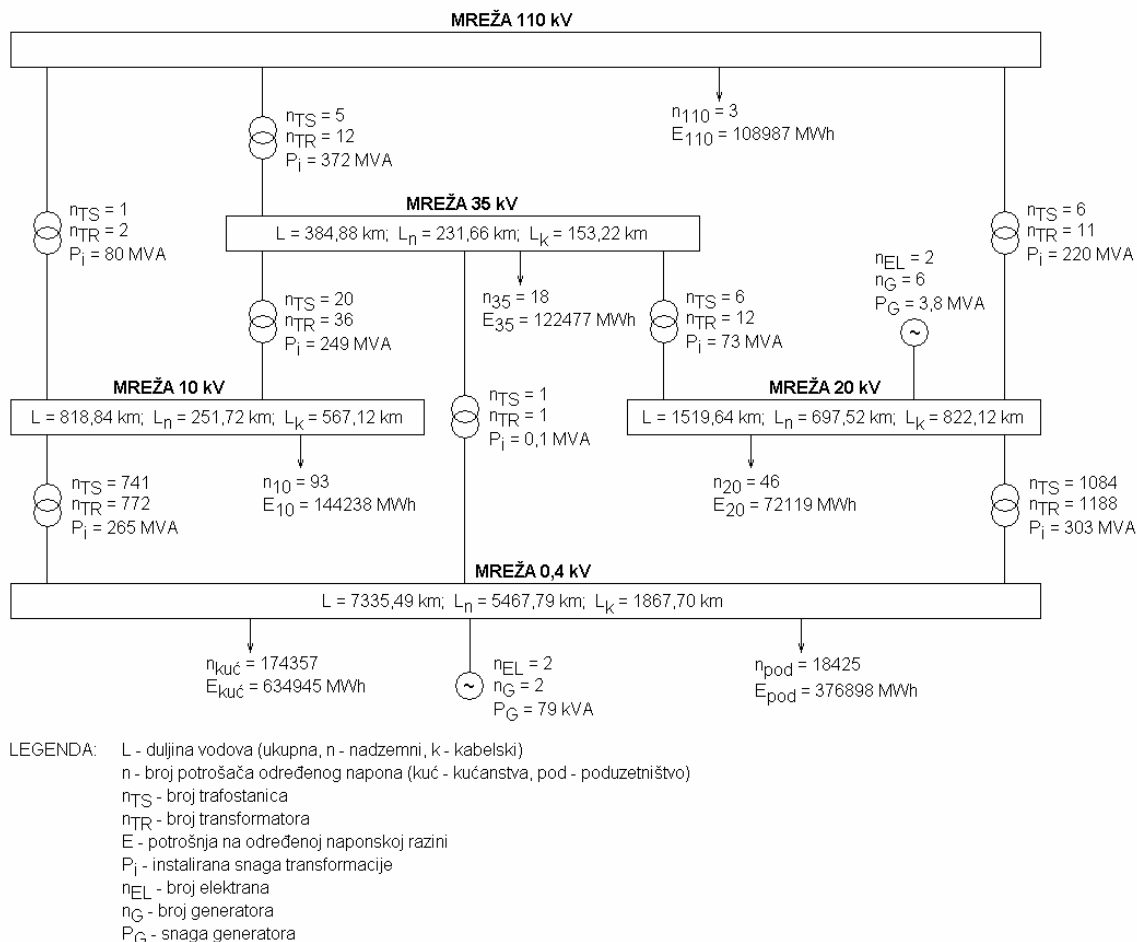 MREŽA 110 kV
nTS = 5
nTR = 12
Pi = 372 MVA
n110 = 3
E110 = 108987 MWh
MREŽA 35 kV
L = 384,88 km; Ln = 231,66 km; Lk = 153,22 km
nTS = 1
nTR = 2
Pi = 80 MVA
nTS = 6
nTR = 11
Pi = 220 MVA
nEL = 2
nG = 6
PG = 3,8 MVA
nTS = 20
nTR = 36
Pi = 249 MVA
n35 = 18
E35 = 122477 MWh
nTS = 6
nTR = 12
Pi = 73 MVA
~
MREŽA 10 kV
L = 818,84 km; Ln = 251,72 km; Lk = 567,12 km
nTS = 1
nTR = 1
Pi = 0,1 MVA
MREŽA 20 kV
L = 1519,64 km; Ln = 697,52 km; Lk = 822,12 km
nTS = 741
nTR = 772
Pi = 265 MVA
n10 = 93
E10 = 144238 MWh
n20 = 46
E20 = 72119 MWh
nTS = 1084
nTR = 1188
Pi = 303 MVA
MREŽA 0,4 kV
L = 7335,49 km; Ln = 5467,79 km; Lk = 1867,70 km
nkuć = 174357
Ekuć = 634945 MWh
~
nEL = 2
nG = 2
PG = 79 kVA
npod = 18425
Epod = 376898 MWh
LEGENDA: L - duljina vodova (ukupna, n - nadzemni, k - kabelski)
n - broj potrošača određenog napona (kuć - kućanstva, pod - poduzetništvo)
nTS - broj trafostanica
nTR - broj transformatora
E - potrošnja na određenoj naponskoj razini
Pi - instalirana snaga transformacije
nEL - broj elektrana
nG - broj generatora
PG - snaga generatora